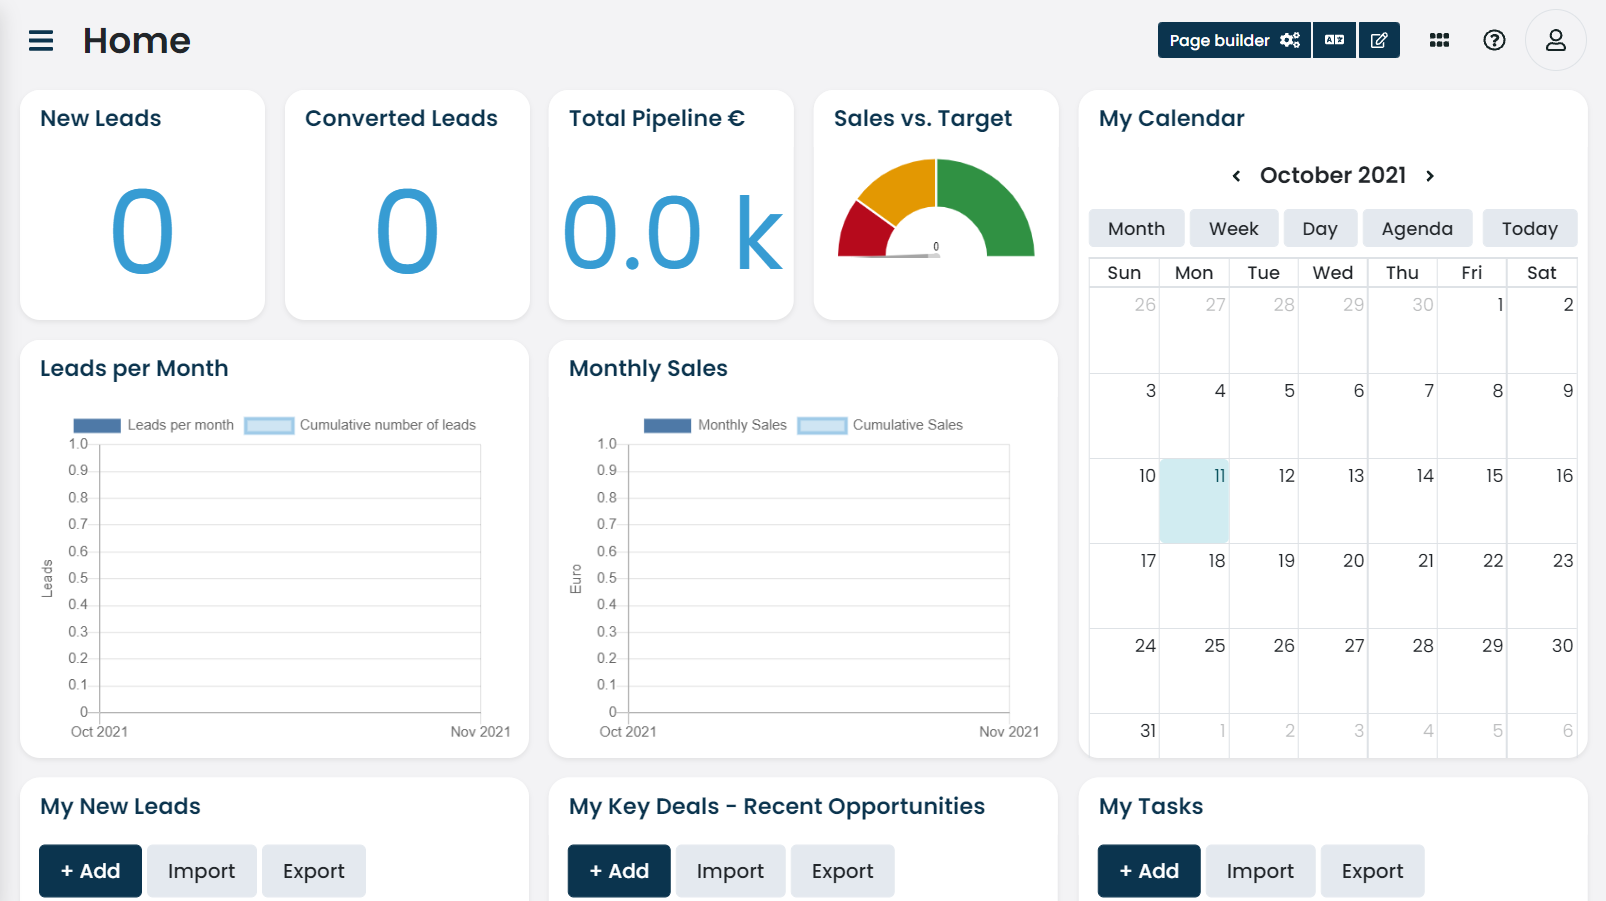 Home
Page builder
New Leads
0
Converted Leads
0
Total Pipeline €
0.0 k
Sales vs. Target
0
My Calendar
October 2021
Month Week Day Agenda Today
Sun Mon Tue Wed Thu Fri Sat
26 27 28 29 30 1 2
3 4 5 6 7 8 9
10 11 12 13 14 15 16
17 18 19 20 21 22 23
24 25 26 27 28 29 30
31 1 2 3 4 5 6
Leads per Month
Leads per month Cumulative number of leads
1.0
0.9
0.8
0.7
0.6
0.5
0.4
0.3
0.2
0.1
0
Leads
Oct 2021 Nov 2021
Monthly Sales
Monthly Sales Cumulative Sales
1.0
0.9
0.8
0.7
0.6
0.5
0.4
0.3
0.2
0.1
0
Euro
Oct 2021 Nov 2021
My New Leads
+ Add Import Export
My Key Deals - Recent Opportunities
+ Add Import Export
My Tasks
+ Add Import Export